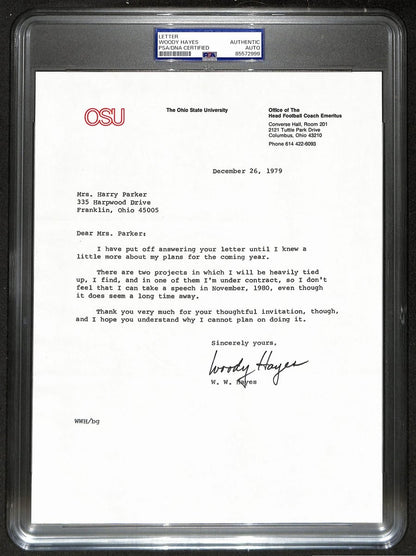 LETTER
WOODY HAYES
PSA/DNA CERTIFIED
AUTHENTIC
AUTO
PSA
85572999
OSU
The Ohio State University
Office of The
Head Football Coach Emeritus
Converse Hall, Room 201
2121 Tuttle Park Drive
Columbus, Ohio 43210
Phone 614 422-6093
December 26, 1979
Mrs. Harry Parker
335 Harpwood Drive
Franklin, Ohio 45005
Dear Mrs. Parker:
I have put off answering your letter until I knew a
little more about my plans for the coming year.
There are two projects in which I will be heavily tied
up, I find, and in one of them I'm under contract, so I don't
feel that I can take a speech in November, 1980, even though
it does seem a long time away.
Thank you very much for your thoughtful invitation, though,
and I hope you understand why I cannot plan on doing it.
Sincerely yours,
Woody Hayes
W. W. Hayes
WWH/bg